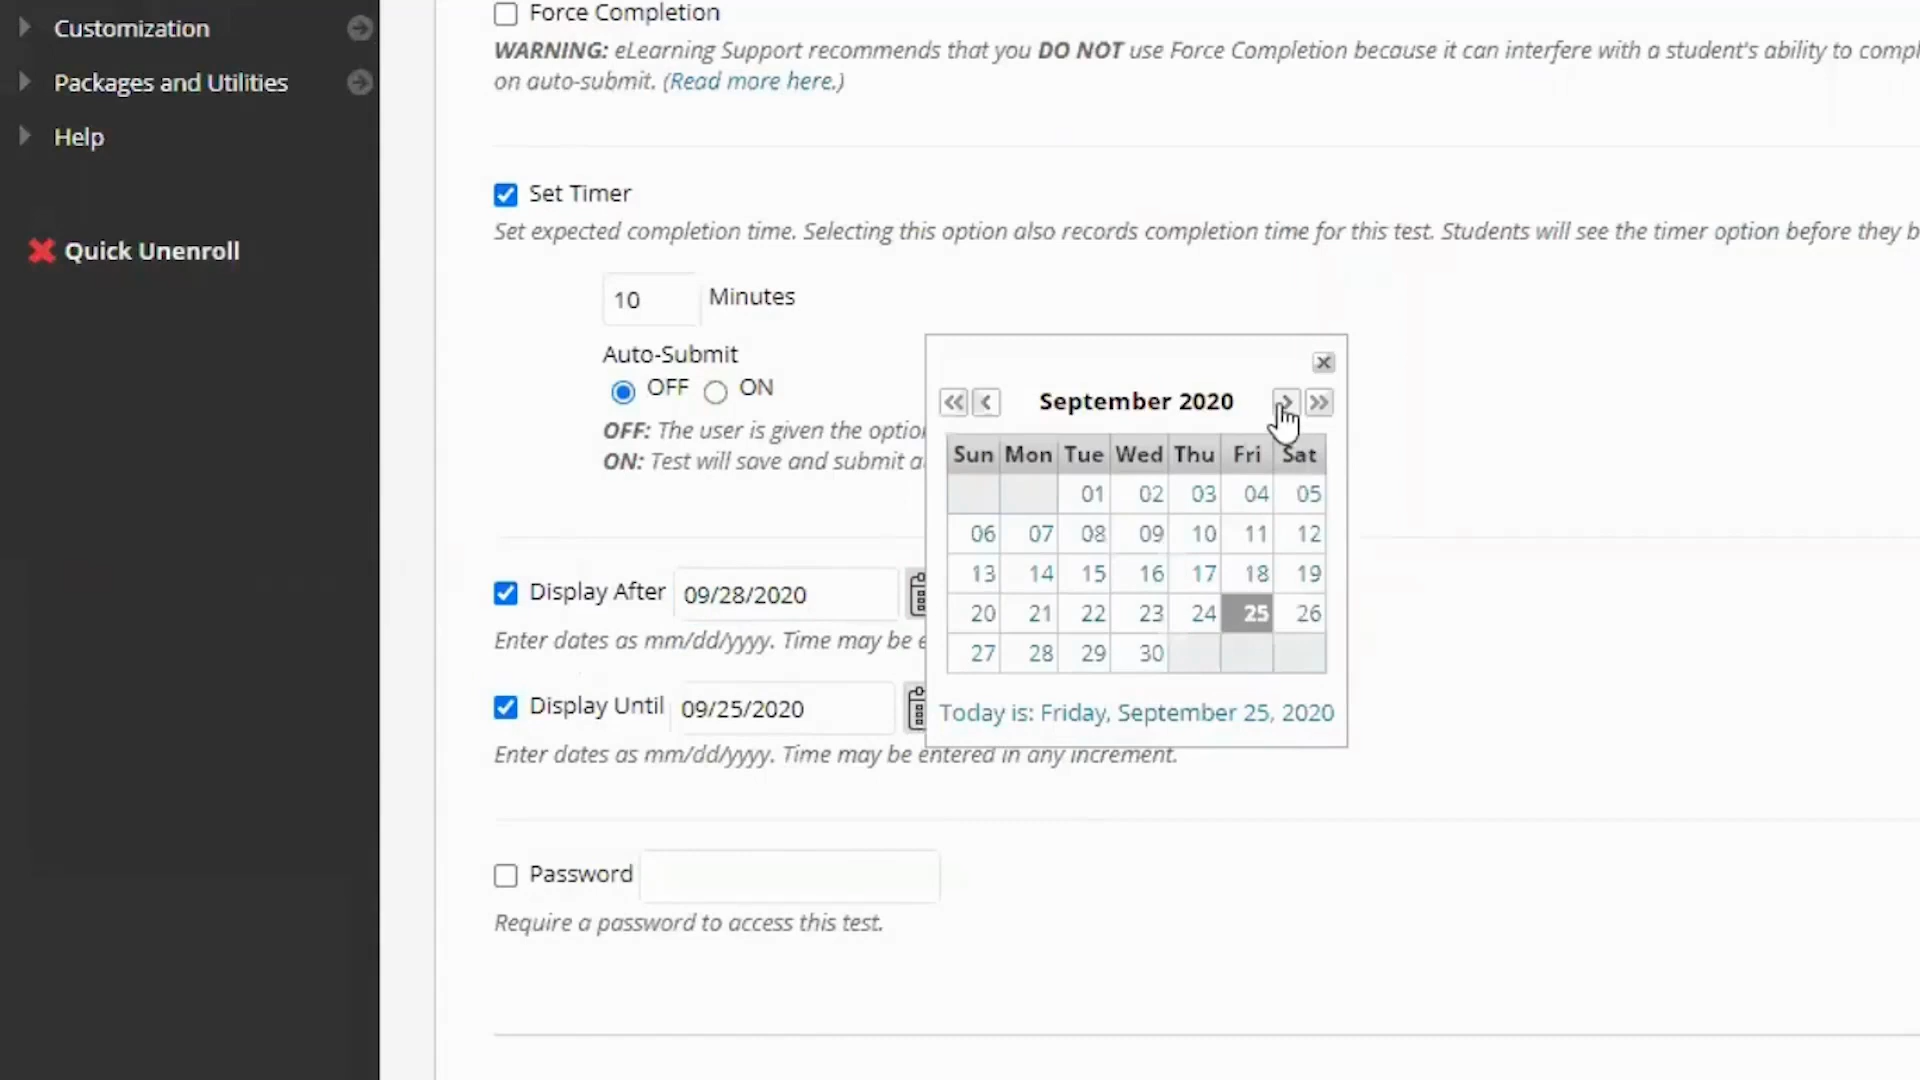 Customization
Packages and Utilities
Help
Quick Unenroll
Force Completion
WARNING: eLearning Support recommends that you DO NOT use Force Completion because it can interfere with a student's ability to
on auto-submit. (Read more here.)
Set Timer
Set expected completion time. Selecting this option also records completion time for this test. Students will see the timer option before they
10 Minutes
Auto-Submit
OFF ON
OFF: The user is given the
ON: Test will save and submit
Display After 09/28/2020
Enter dates as mm/dd/yyyy. Time may be
Display Until 09/25/2020
Enter dates as mm/dd/yyyy. Time may be entered in any increment.
Password
Require a password to access this test.
September 2020
Sun Mon Tue Wed Thu Fri Sat
01 02 03 04 05
06 07 08 09 10 11 12
13 14 15 16 17 18 19
20 21 22 23 24 25 26
27 28 29 30
Today is: Friday, September 25, 2020